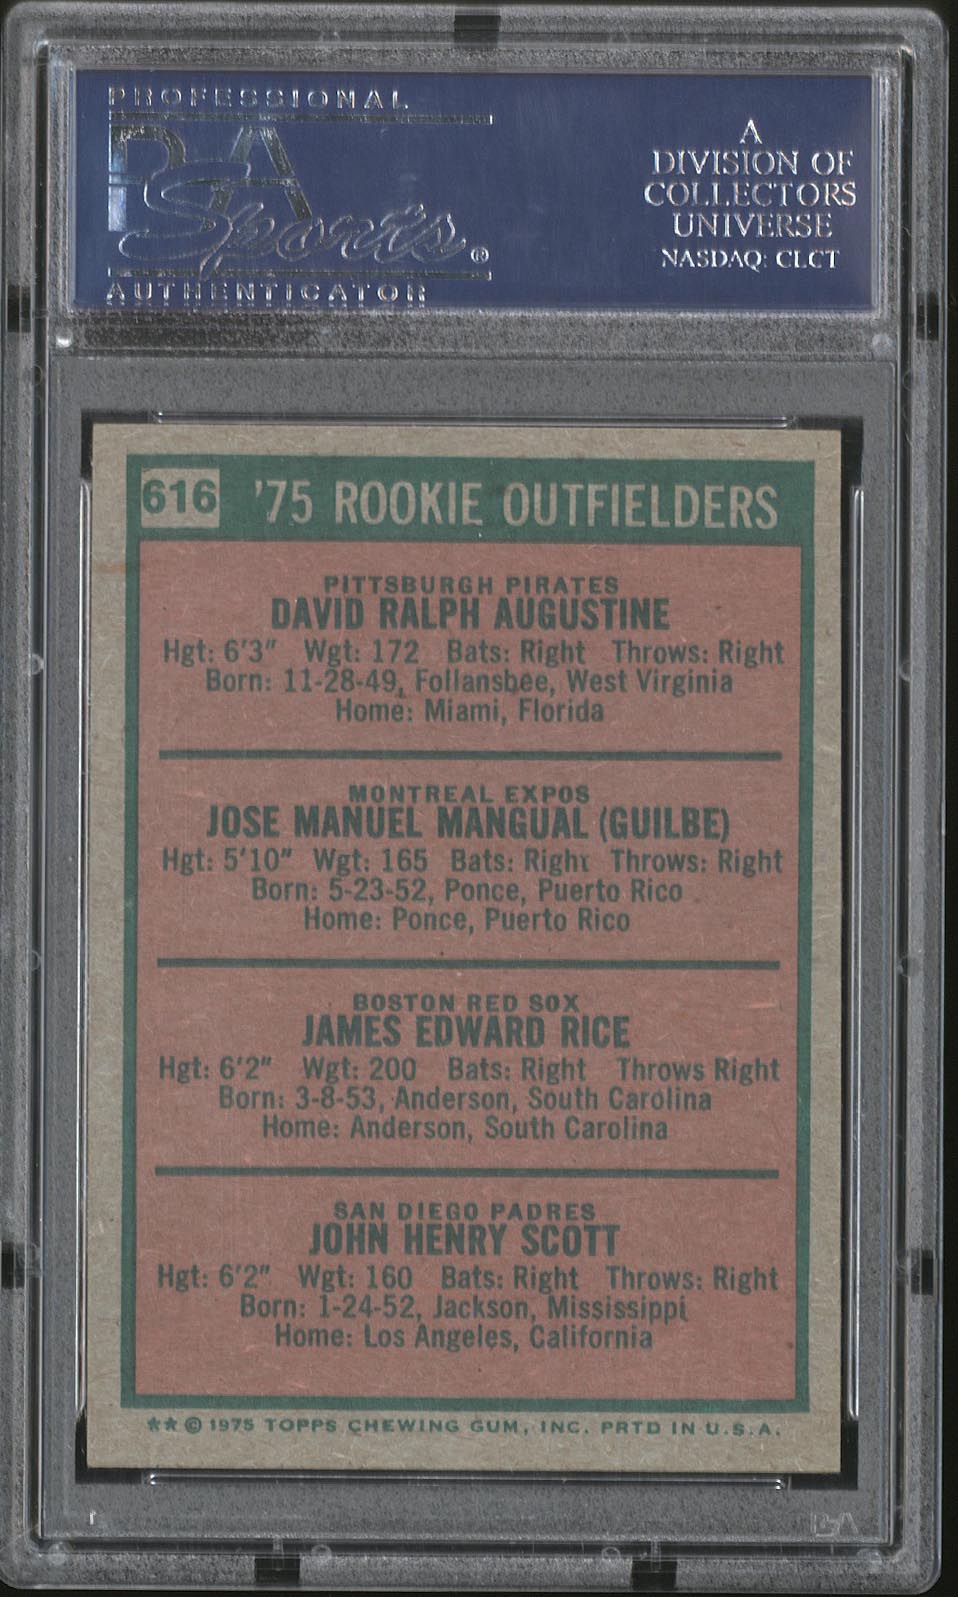 PROFESSIONAL
PSA
Sports®
AUTHENTICATOR
A
DIVISION OF
COLLECTORS
UNIVERSE
NASDAQ: CLCT
616 '75 ROOKIE OUTFIELDERS
PITTSBURGH PIRATES
DAVID RALPH AUGUSTINE
Hgt: 6'3" Wgt: 172 Bats: Right Throws: Right
Born: 11-28-49, Follansbee, West Virginia
Home: Miami, Florida
MONTREAL EXPOS
JOSE MANUEL MANGUAL (GUILBE)
Hgt: 5'10" Wgt: 165 Bats: Right Throws: Right
Born: 5-23-52, Ponce, Puerto Rico
Home: Ponce, Puerto Rico
BOSTON RED SOX
JAMES EDWARD RICE
Hgt: 6'2" Wgt: 200 Bats: Right Throws Right
Born: 3-8-53, Anderson, South Carolina
Home: Anderson, South Carolina
SAN DIEGO PADRES
JOHN HENRY SCOTT
Hgt: 6'2" Wgt: 160 Bats: Right Throws: Right
Born: 1-24-52, Jackson, Mississippi
Home: Los Angeles, California
★★ © 1975 TOPPS CHEWING GUM, INC. PRTD IN U.S.A.
PSA